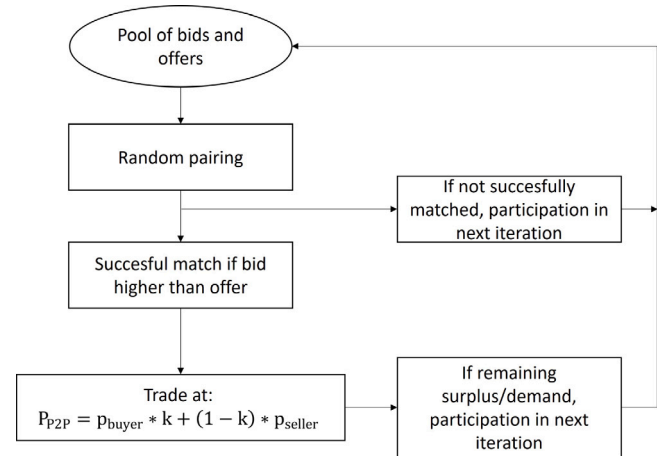 Pool of bids and
offers
Random pairing
If not succesfully
matched, participation in
next iteration
Succesful match if bid
higher than offer
Trade at:
P_P2P = p_buyer * k + (1 − k) * p_seller
If remaining
surplus/demand,
participation in next
iteration